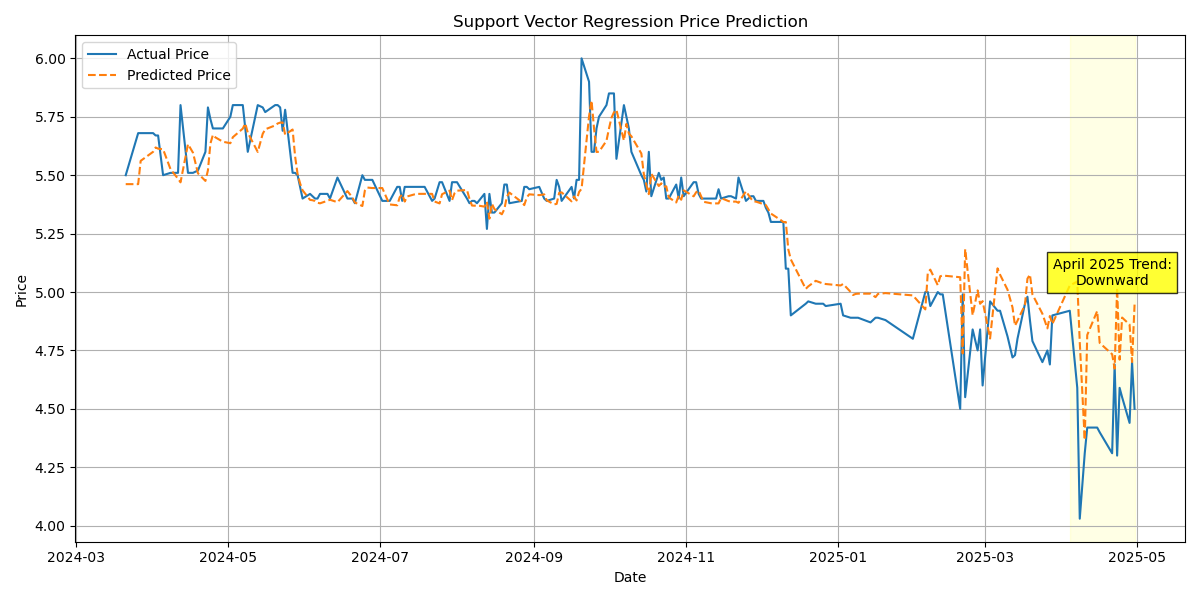 Support Vector Regression Price Prediction
Actual Price
Predicted Price
6.00
5.75
5.50
5.25
5.00
4.75
4.50
4.25
4.00
Price
April 2025 Trend:
Downward
2024-03
2024-05
2024-07
2024-09
2024-11
2025-01
2025-03
2025-05
Date